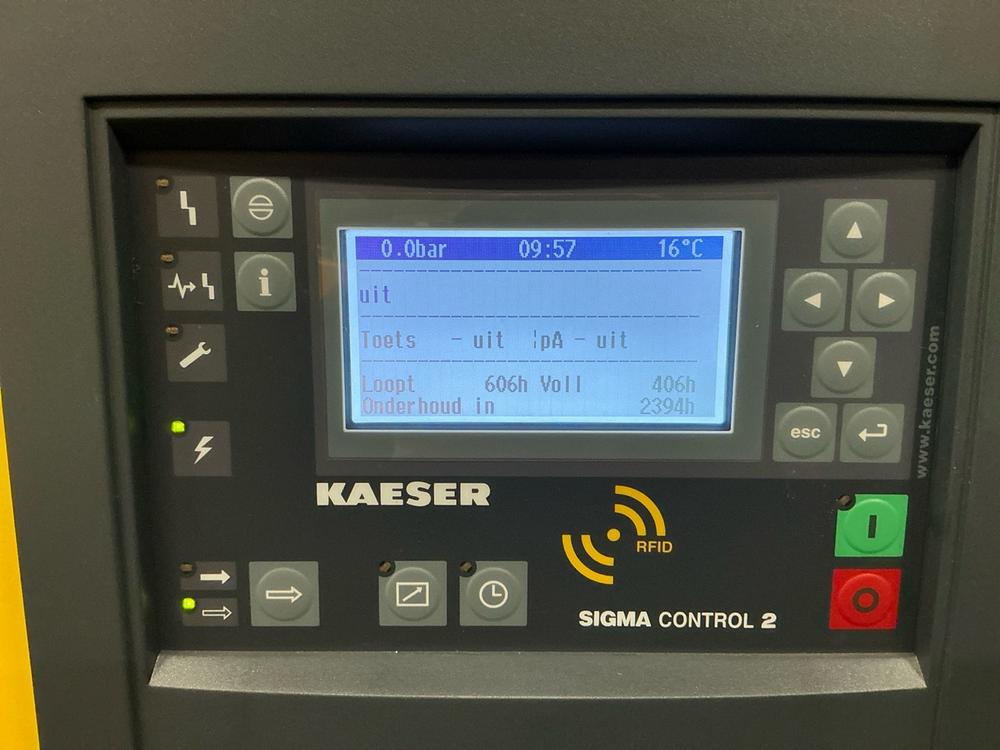 0.0bar 09:57 16°C
uit
Toets - uit ¦pA - uit
Loopt 606h Voll 406h
Onderhoud in 2394h
esc
www.kaeser.com
KAESER
RFID
SIGMA CONTROL 2